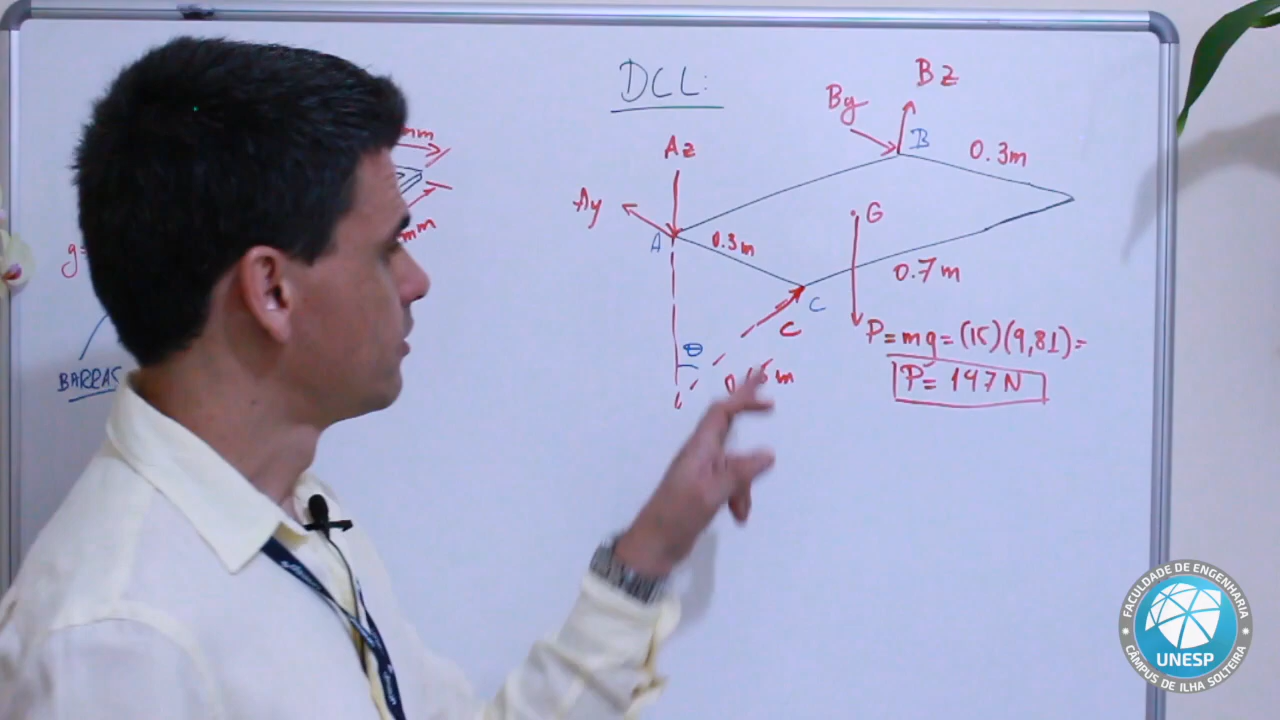 DCL:
Bz
By
B
0.3m
Az
Ay
A
0.3m
G
0.7m
C
C
θ
P=mg=(15)(9,81)=
P= 147N
mm
mm
g=
BARRAS
FACULDADE DE ENGENHARIA
UNESP
CÂMPUS DE ILHA SOLTEIRA